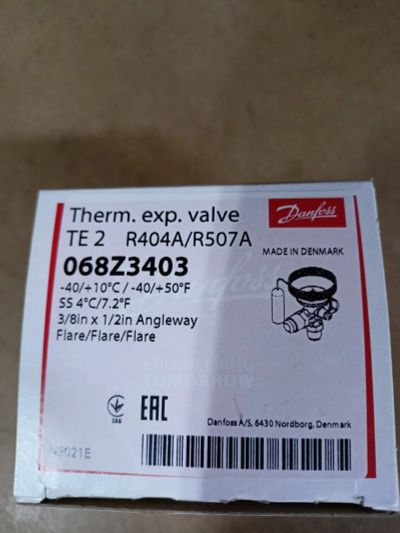 Therm. exp. valve
Danfoss
TE 2 R404A/R507A
MADE IN DENMARK
068Z3403
-40/+10°C / -40/+50°F
SS 4°C/7.2°F
3/8in x 1/2in Angleway
Flare/Flare/Flare
ENGINEERING
TOMORROW
Danfoss
EAC
Danfoss A/S, 6430 Nordborg, Denmark